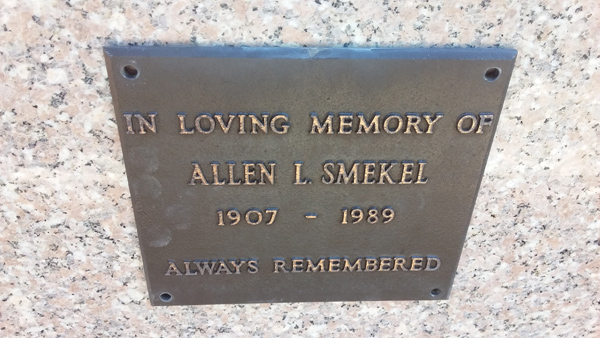 IN LOVING MEMORY OF
ALLEN L. SMEKEL
1907 - 1989
ALWAYS REMEMBERED